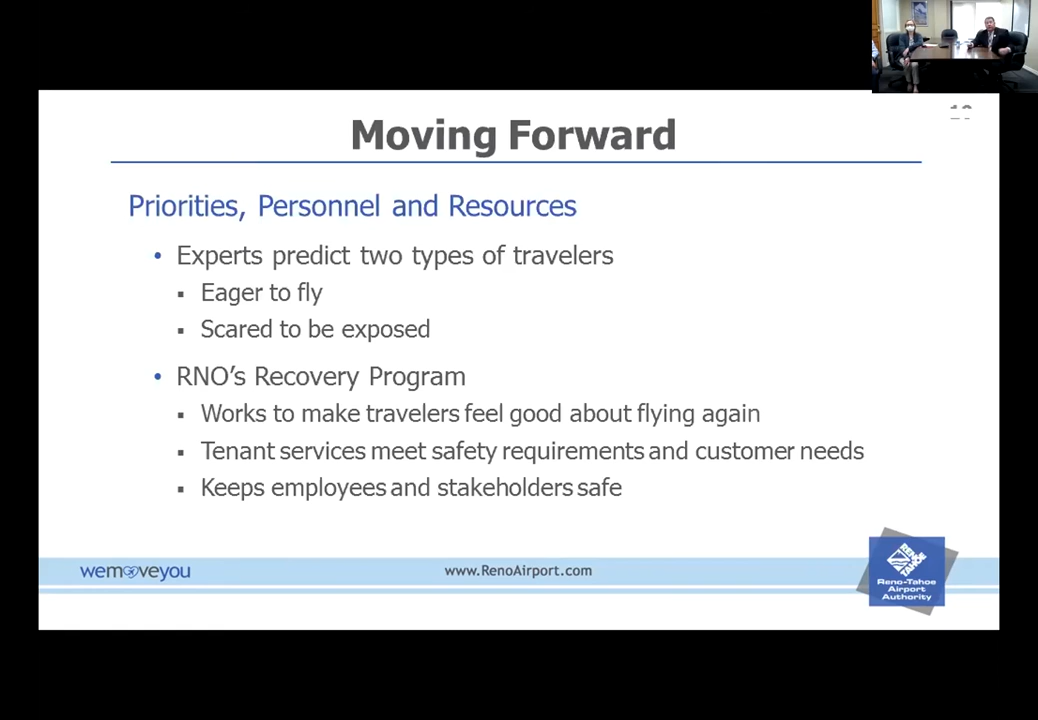 Moving Forward
Priorities, Personnel and Resources
• Experts predict two types of travelers
▪ Eager to fly
▪ Scared to be exposed
• RNO's Recovery Program
▪ Works to make travelers feel good about flying again
▪ Tenant services meet safety requirements and customer needs
▪ Keeps employees and stakeholders safe
wemoveyou
www.RenoAirport.com
RENO
TAHOE
Reno-Tahoe
Airport
Authority